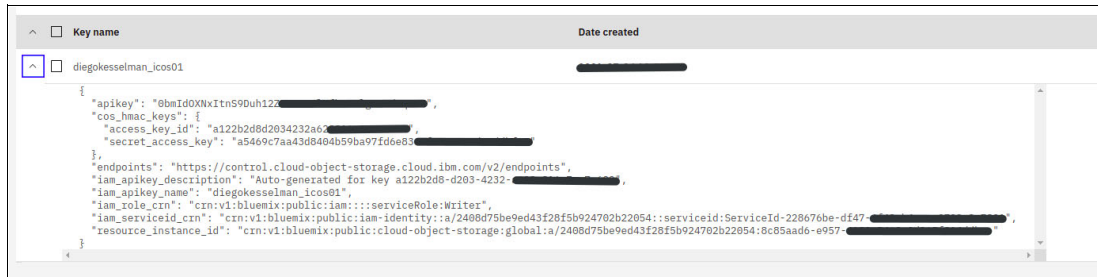 Key name Date created
diegokesselman_icos01
{
"apikey": "0bmIdOXNxItnS9Duh12Z ",
"cos_hmac_keys": {
"access_key_id": "a122b2d8d2034232a62 ",
"secret_access_key": "a5469c7aa43d8404b59ba97fd6e83 "
},
"endpoints": "https://control.cloud-object-storage.cloud.ibm.com/v2/endpoints",
"iam_apikey_description": "Auto-generated for key a122b2d8-d203-4232- ",
"iam_apikey_name": "diegokesselman_icos01",
"iam_role_crn": "crn:v1:bluemix:public:iam::::serviceRole:Writer",
"iam_serviceid_crn": "crn:v1:bluemix:public:iam-identity::a/2408d75be9ed43f28f5b924702b22054::serviceid:ServiceId-228676be-df47- ",
"resource_instance_id": "crn:v1:bluemix:public:cloud-object-storage:global:a/2408d75be9ed43f28f5b924702b22054:8c85aad6-e957- "
}